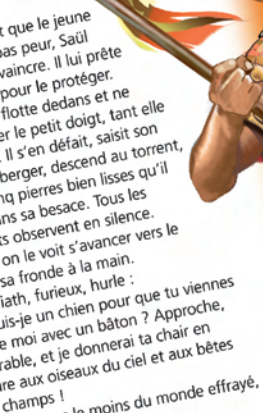 t que le jeune
pas peur, Saül
vaincre. Il lui prête
pour le protéger.
flotte dedans et ne
er le petit doigt, tant elle
. Il s'en défait, saisit son
berger, descend au torrent,
nq pierres bien lisses qu'il
ns sa besace. Tous les
ts observent en silence.
on le voit s'avancer vers le
sa fronde à la main.
iath, furieux, hurle :
uis-je un chien pour que tu viennes
e moi avec un bâton ? Approche,
rable, et je donnerai ta chair en
re aux oiseaux du ciel et aux bêtes
champs !
le moins du monde effrayé,